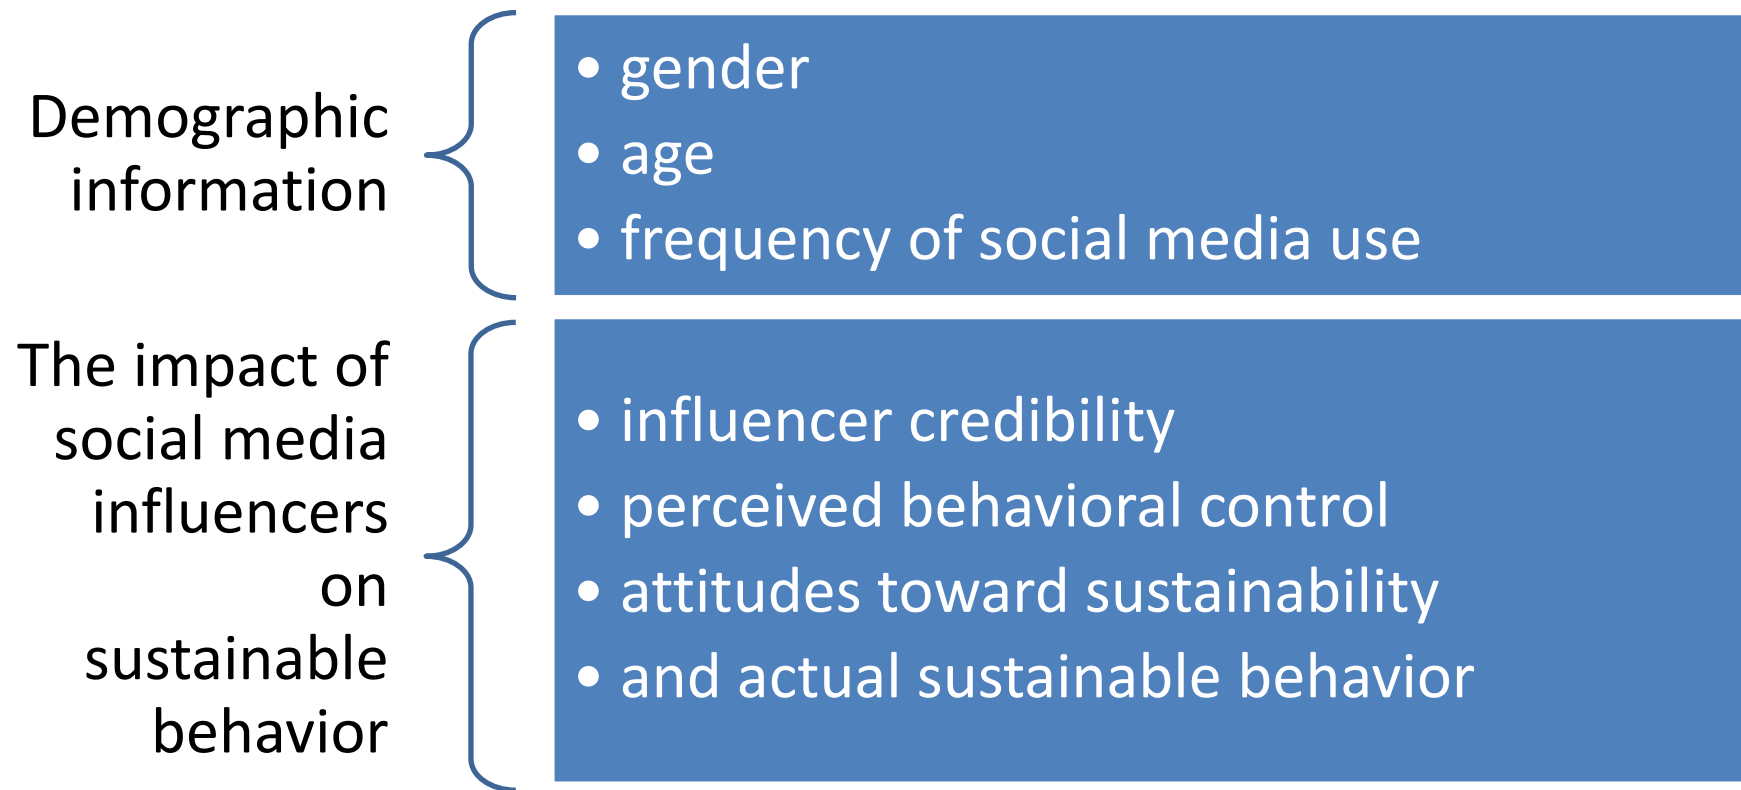 Demographic
information
• gender
• age
• frequency of social media use
The impact of
social media
influencers
on
sustainable
behavior
• influencer credibility
• perceived behavioral control
• attitudes toward sustainability
• and actual sustainable behavior